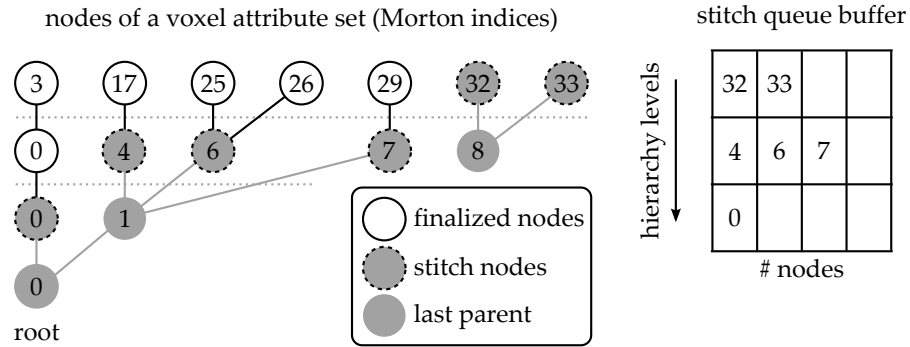 nodes of a voxel attribute set (Morton indices)
stitch queue buffer
3 17 25 26 29 32 33
0 4 6 7 8
0 1
0
root
finalized nodes
stitch nodes
last parent
hierarchy levels
32 33
4 6 7
0
# nodes